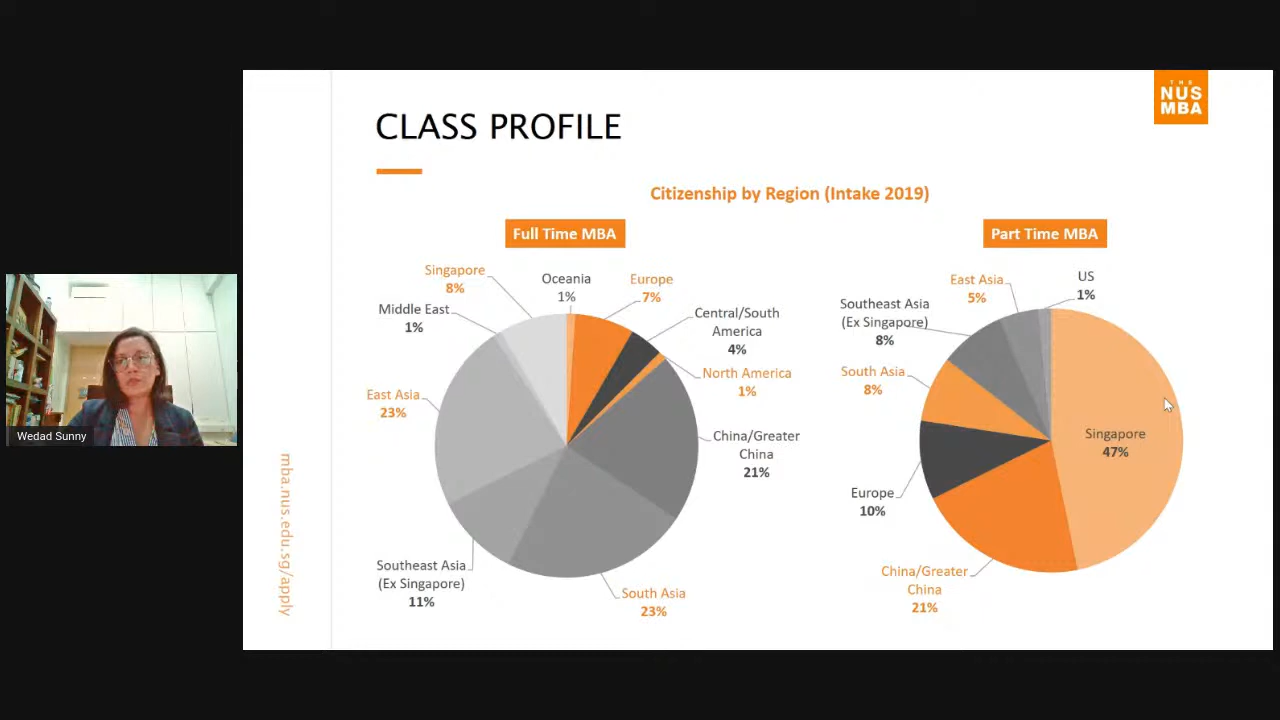 THE
NUS
MBA
CLASS PROFILE
Citizenship by Region (Intake 2019)
Full Time MBA
Singapore
8%
Oceania
1%
Europe
7%
Middle East
1%
Central/South
America
4%
North America
1%
East Asia
23%
China/Greater
China
21%
Southeast Asia
(Ex Singapore)
11%
South Asia
23%
Part Time MBA
US
1%
East Asia
5%
Southeast Asia
(Ex Singapore)
8%
South Asia
8%
Singapore
47%
Europe
10%
China/Greater
China
21%
Wedad Sunny
mba.nus.edu.sg/apply